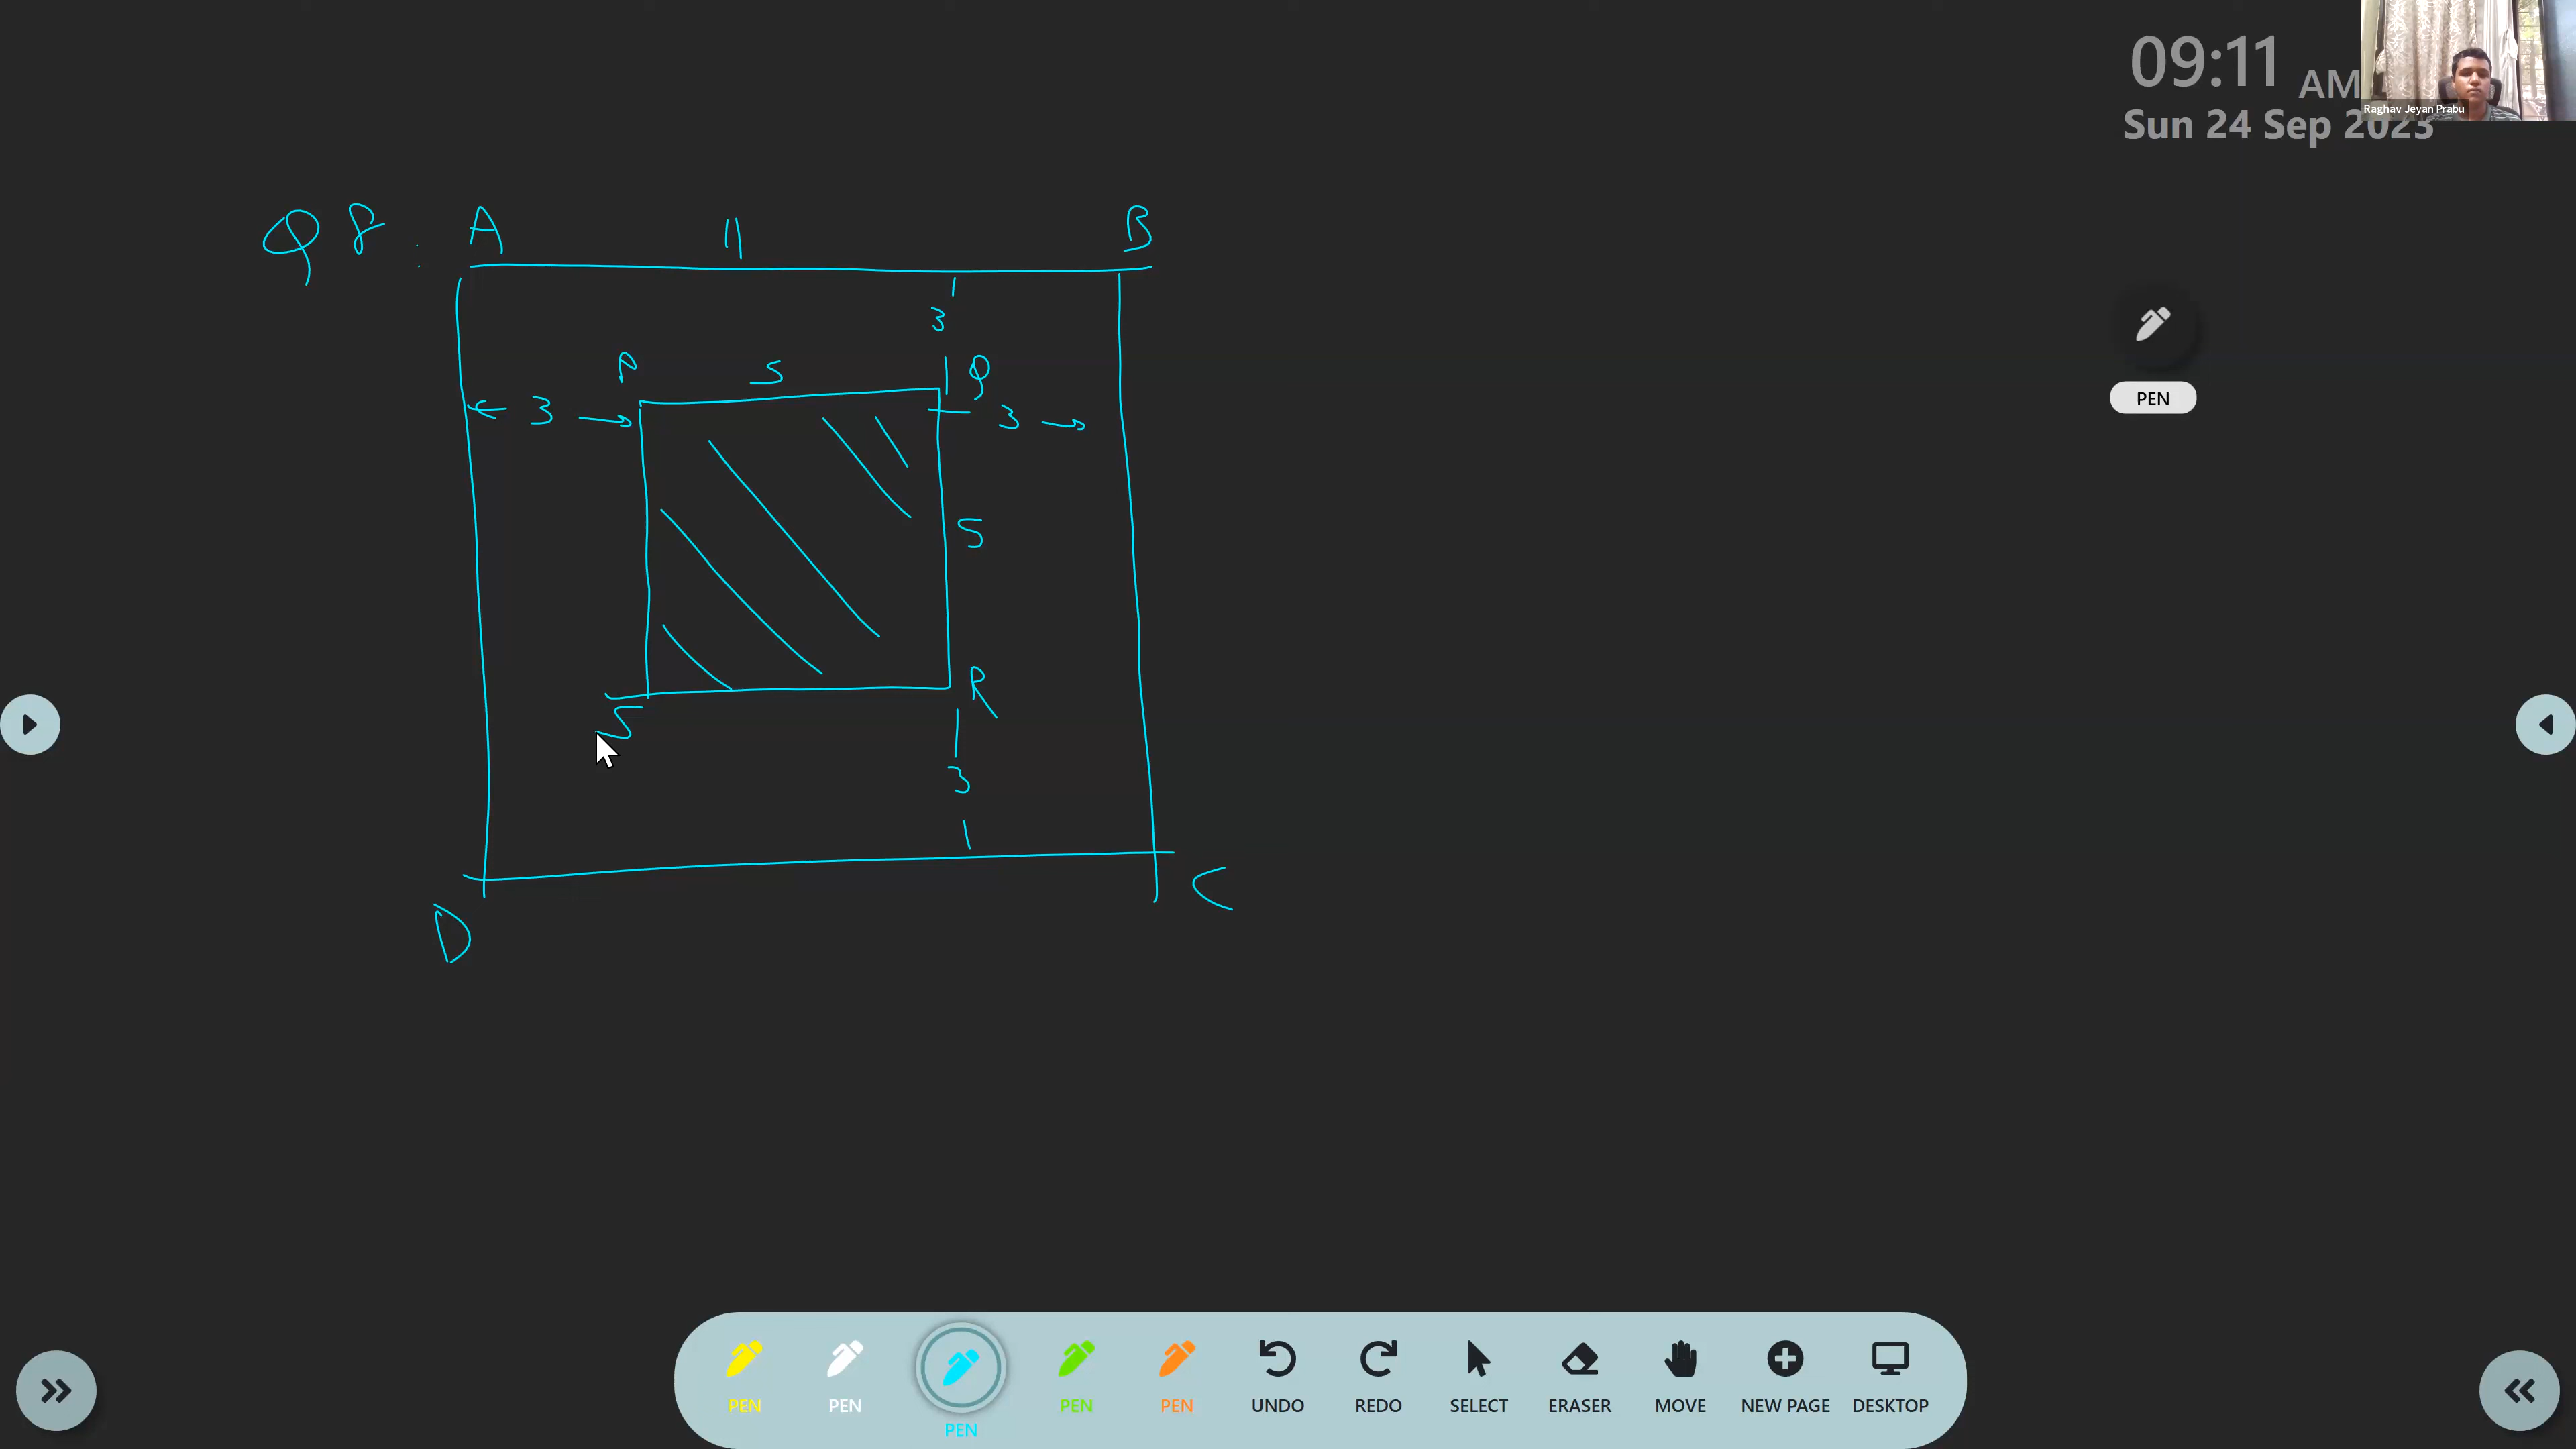 09:11 AM
Sun 24 Sep 2023
Raghav Jeyan Prabu
Q8: A 11 B
3
P 5 Q
3 3
5
R
S
3
C
D
PEN
PEN PEN PEN PEN PEN UNDO REDO SELECT ERASER MOVE NEW PAGE DESKTOP